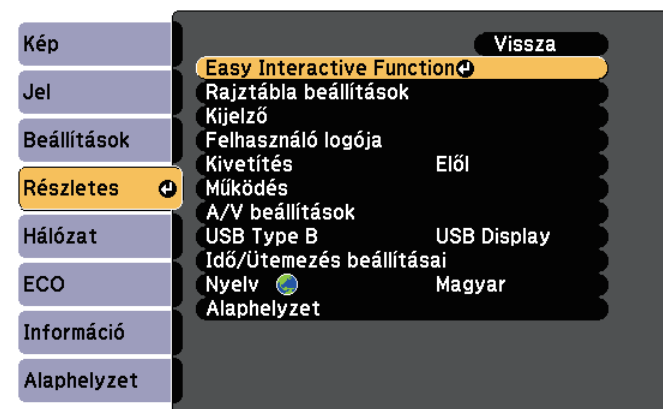 Kép
Jel
Beállítások
Részletes
Hálózat
ECO
Információ
Alaphelyzet
Vissza
Easy Interactive Function
Rajztábla beállítások
Kijelző
Felhasználó logója
Kivetítés Elől
Működés
A/V beállítások
USB Type B USB Display
Idő/Ütemezés beállításai
Nyelv Magyar
Alaphelyzet